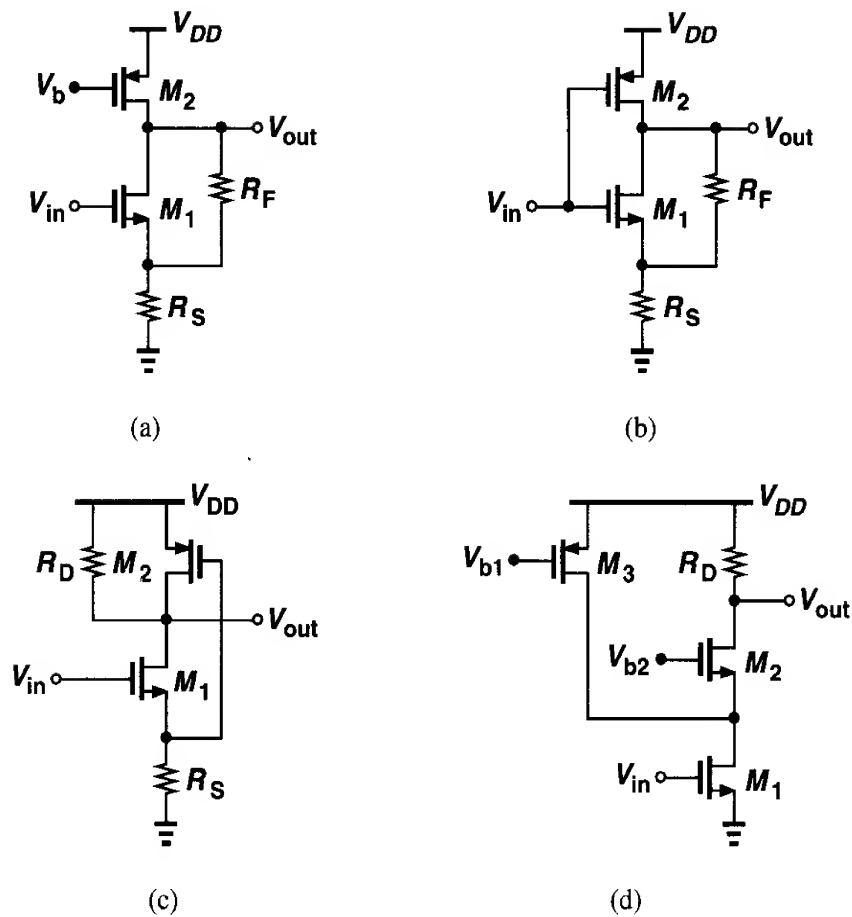 V_DD
V_b
M_2
V_out
V_in
M_1
R_F
R_S
(a)
V_DD
M_2
V_out
V_in
M_1
R_F
R_S
(b)
V_DD
R_D
M_2
V_out
V_in
M_1
R_S
(c)
V_DD
V_b1
M_3
R_D
V_out
V_b2
M_2
V_in
M_1
(d)